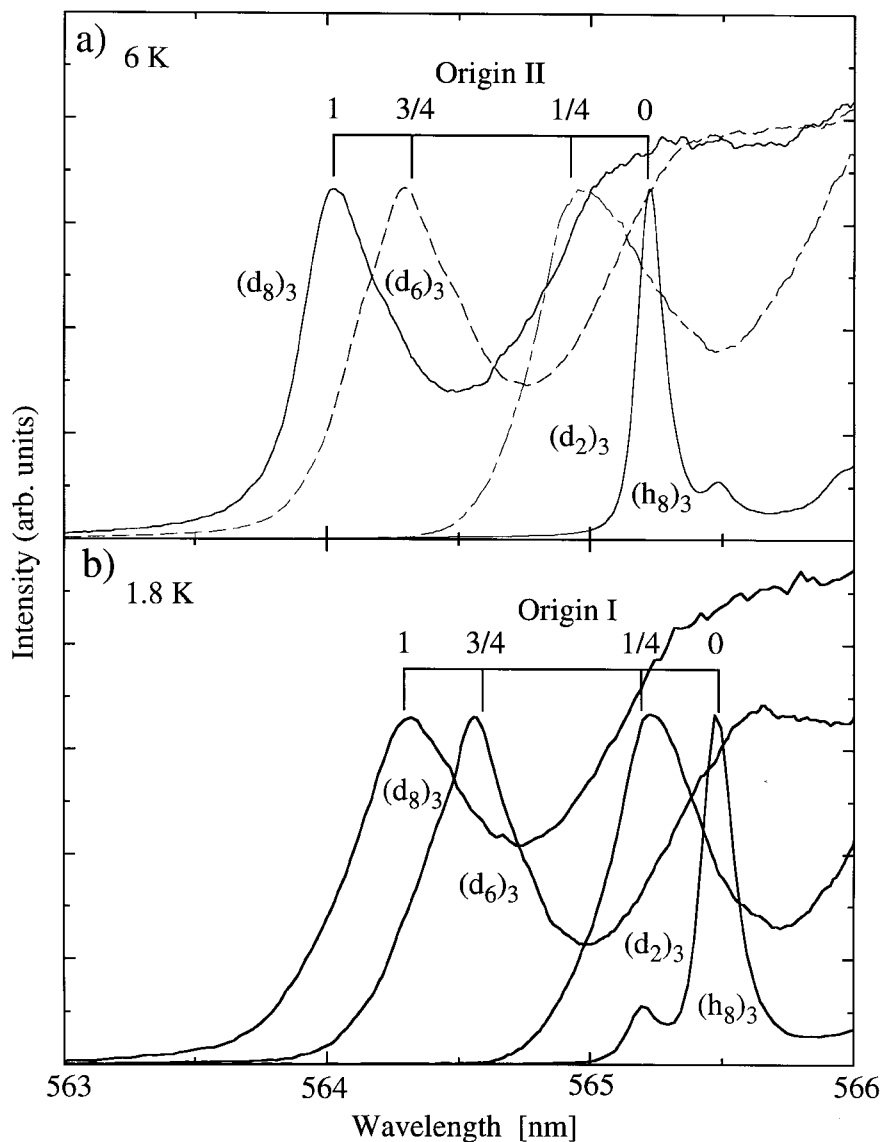 a)
6 K
Origin II
1 3/4 1/4 0
(d8)3
(d6)3
(d2)3
(h8)3
b)
1.8 K
Origin I
1 3/4 1/4 0
(d8)3
(d6)3
(d2)3
(h8)3
Intensity (arb. units)
563 564 565 566
Wavelength [nm]